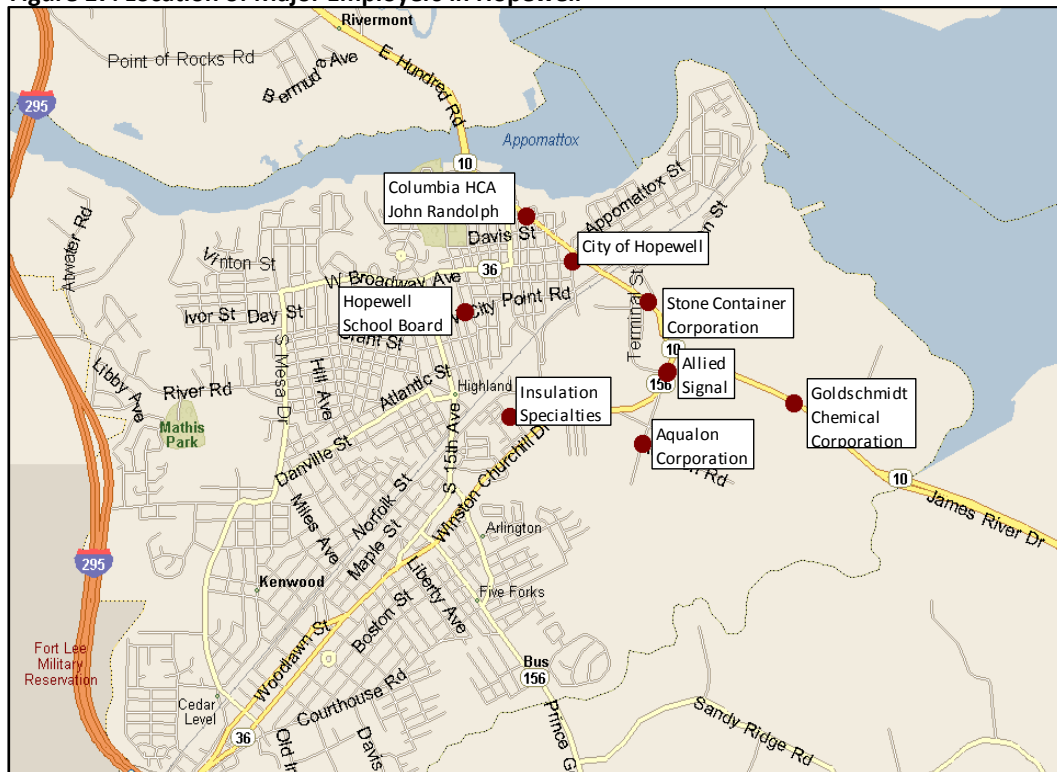 Rivermont
Point of Rocks Rd
Ave
E Hundred Rd
295
Appomattox
10
Columbia HCA
John Randolph
Appomattox St
Davis St
City of Hopewell
Atwater Rd
Vinton St
36
W Broadway Ave
Hopewell
School Board
City Point Rd
Stone Container
Corporation
Ivor St
Day St
Terminal St
10
S Mesa Dr
Hill Ave
Atlantic St
Highland
Allied
Signal
156
Libby Ave
River Rd
Mathis
Park
Insulation
Specialties
Goldschmidt
Chemical
Corporation
Aqualon
Corporation
Rd
Danville St
S 15th Ave
Winston Churchill Dr
10
James River Dr
Miles Ave
Norfolk St
Maple St
Arlington
295
Kenwood
Liberty Ave
Five Forks
Boston St
Fort Lee
Military
Reservation
Woodlawn St
Bus
156
Cedar
Level
Courthouse Rd
Sandy Ridge Rd
36
Davis